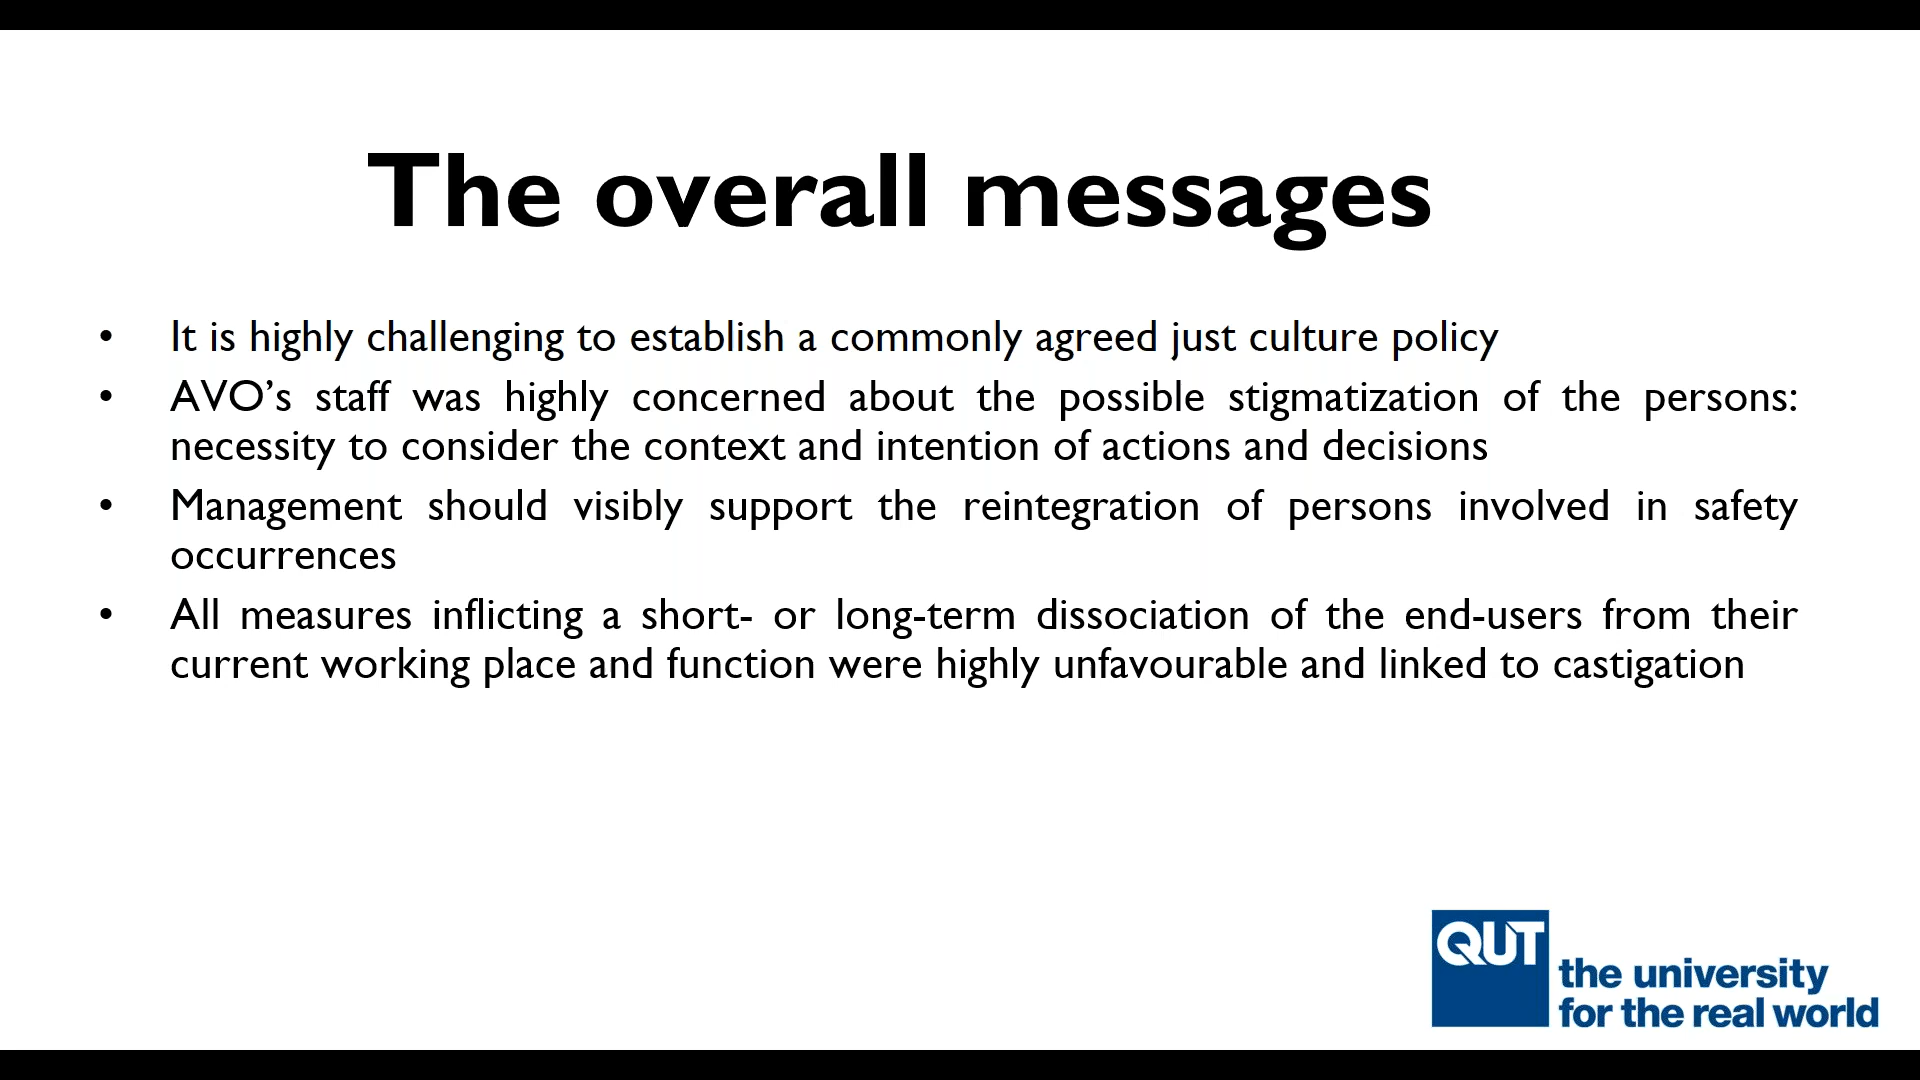 The overall messages
• It is highly challenging to establish a commonly agreed just culture policy
• AVO’s staff was highly concerned about the possible stigmatization of the persons:
necessity to consider the context and intention of actions and decisions
• Management should visibly support the reintegration of persons involved in safety
occurrences
• All measures inflicting a short- or long-term dissociation of the end-users from their
current working place and function were highly unfavourable and linked to castigation
QUT
the university
for the real world